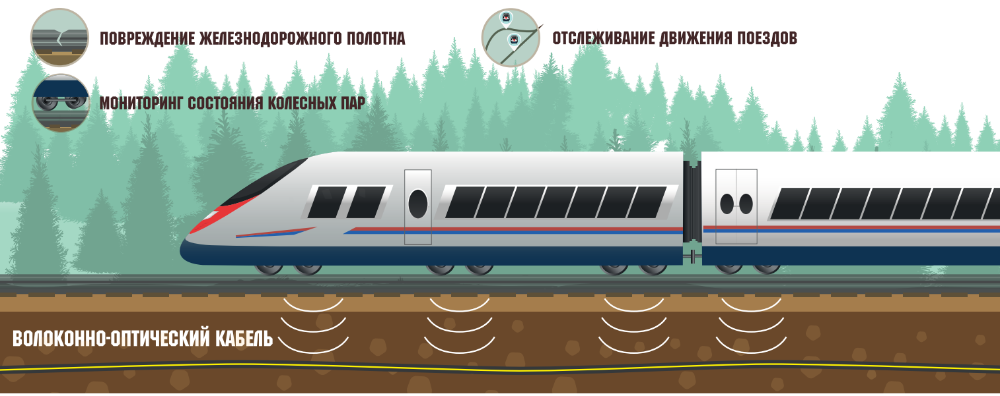 ПОВРЕЖДЕНИЕ ЖЕЛЕЗНОДОРОЖНОГО ПОЛОТНА
ОТСЛЕЖИВАНИЕ ДВИЖЕНИЯ ПОЕЗДОВ
МОНИТОРИНГ СОСТОЯНИЯ КОЛЕСНЫХ ПАР
ВОЛОКОННО-ОПТИЧЕСКИЙ КАБЕЛЬ